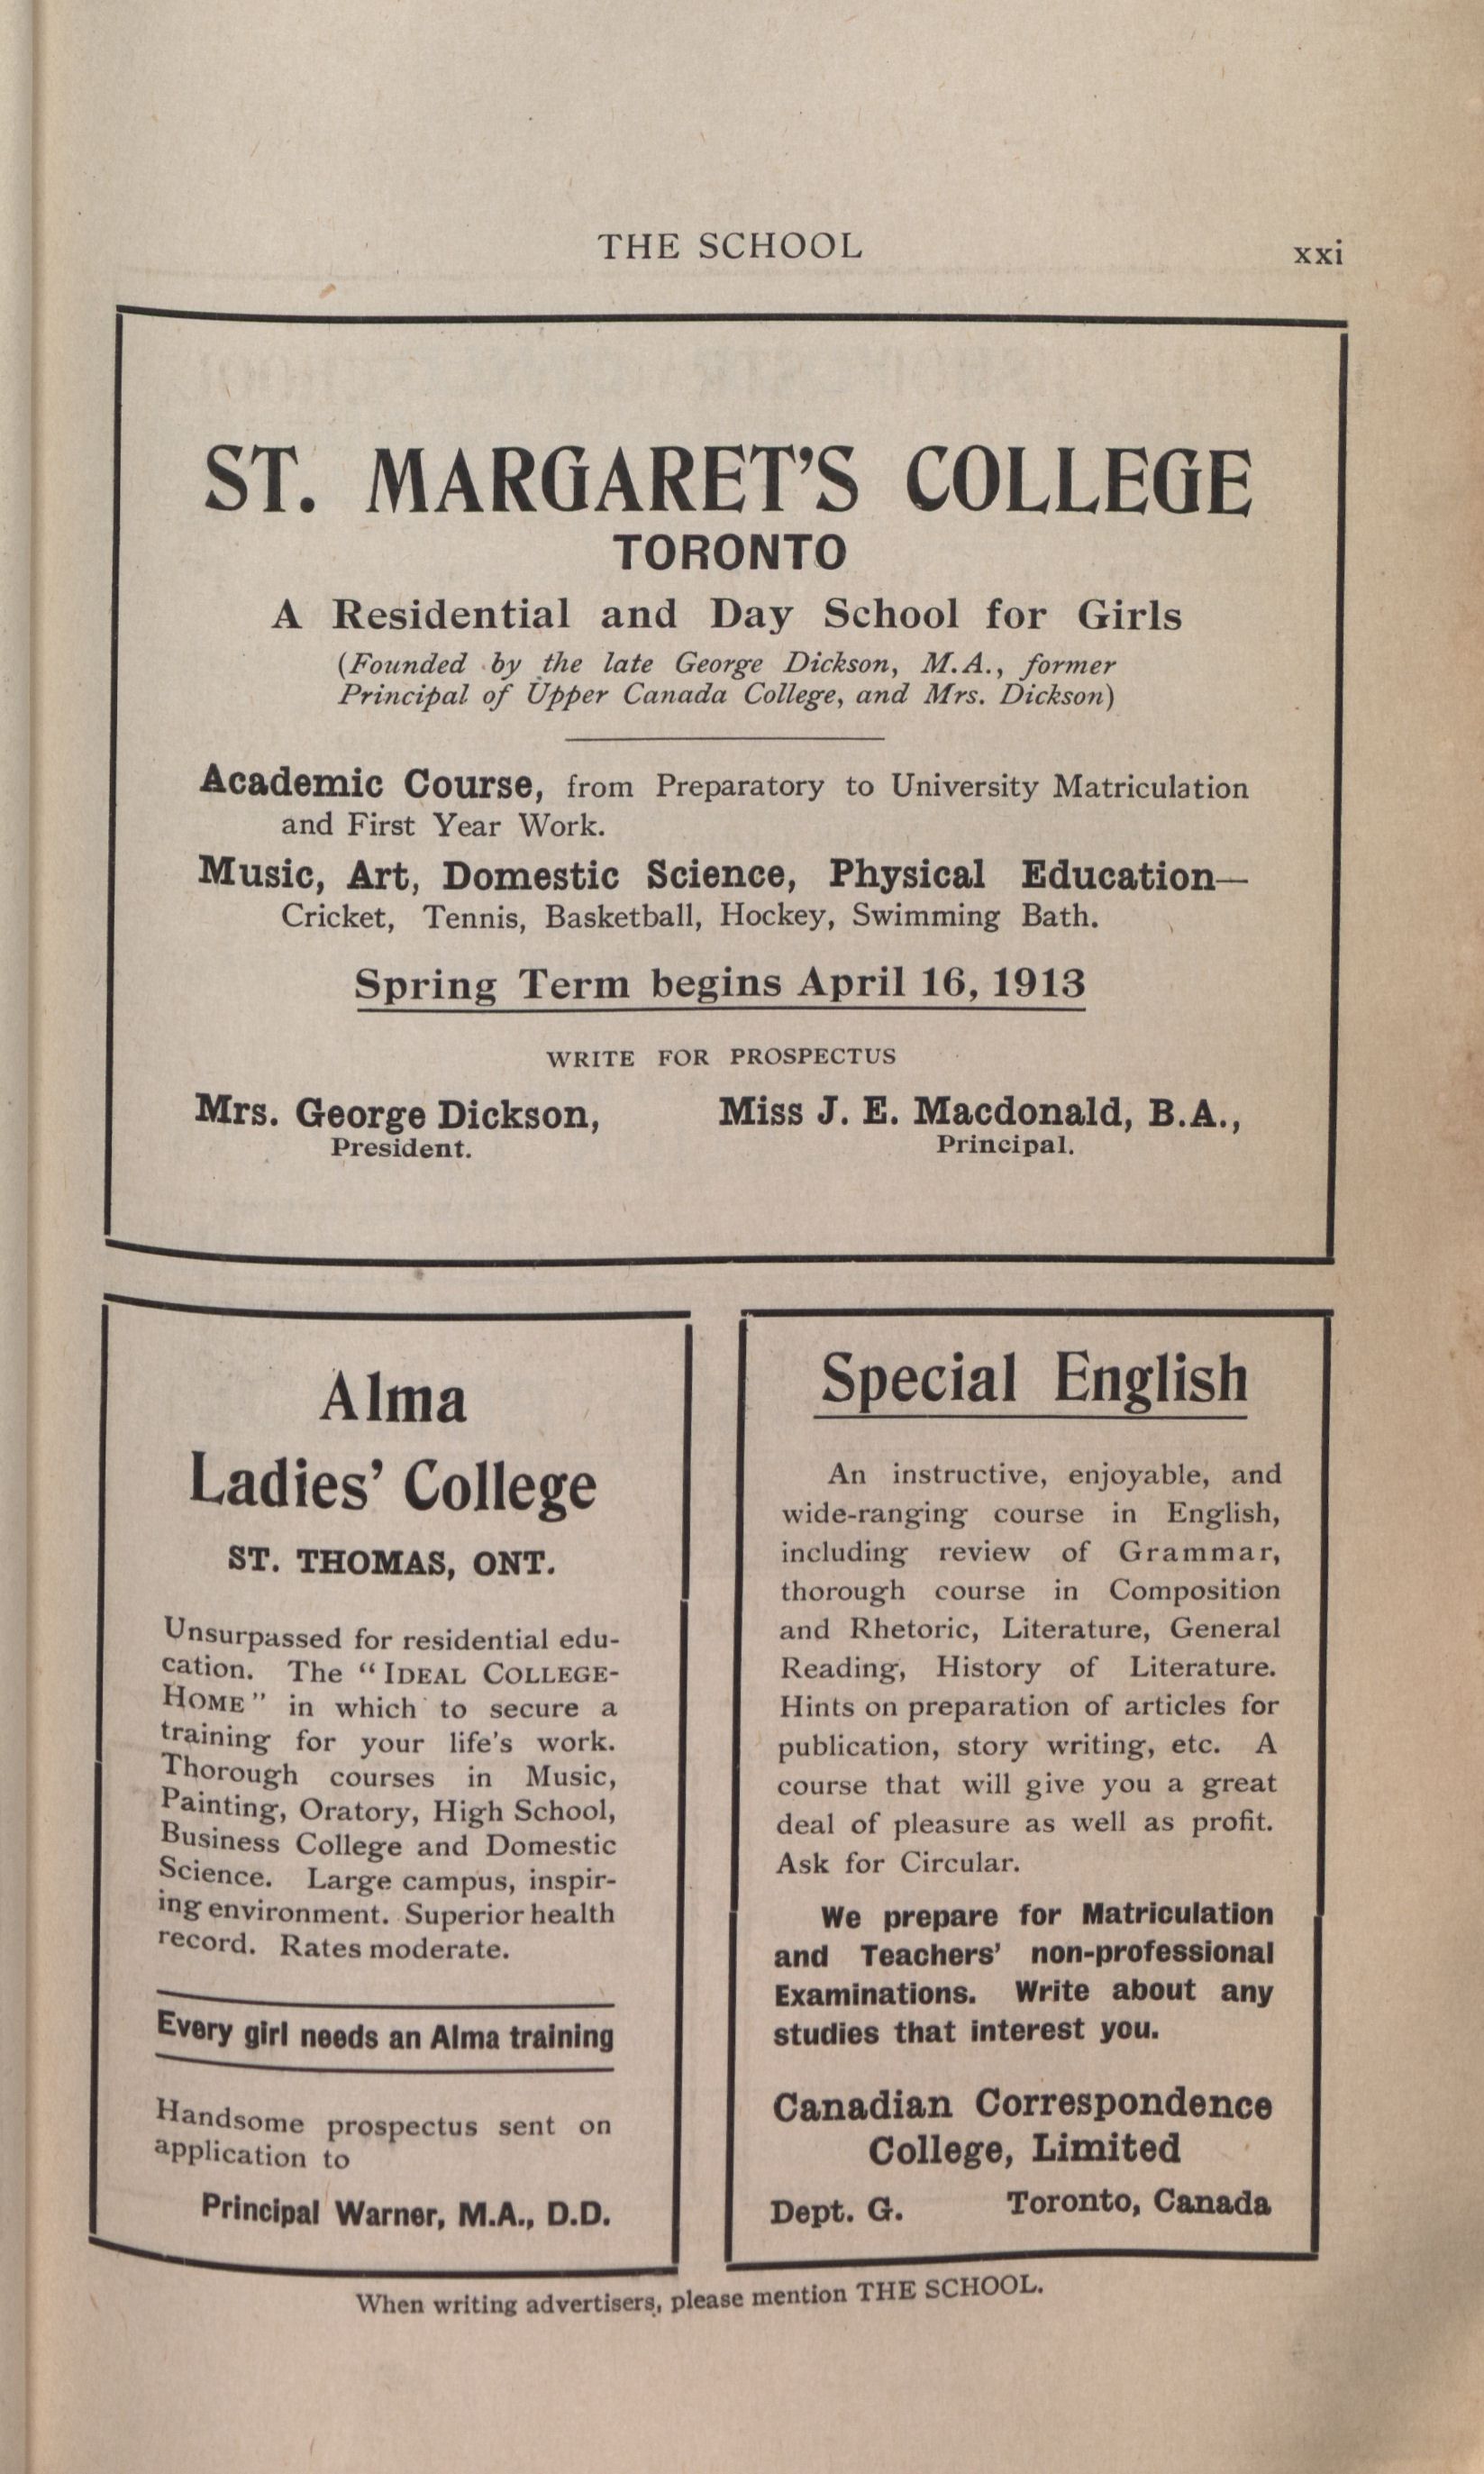 THE SCHOOL
xxi
ST. MARGARET'S COLLEGE
TORONTO
A Residential and Day School for Girls
(Founded by the late George Dickson, M.A., former
Principal of Upper Canada College, and Mrs. Dickson)
Academic Course, from Preparatory to University Matriculation
and First Year Work.
Music, Art, Domestic Science, Physical Education—
Cricket, Tennis, Basketball, Hockey, Swimming Bath.
Spring Term begins April 16, 1913
WRITE FOR PROSPECTUS
Mrs. George Dickson,
President.
Miss J. E. Macdonald, B.A.,
Principal.
Alma
Ladies' College
ST. THOMAS, ONT.
Unsurpassed for residential edu-
cation. The "IDEAL COLLEGE-
HOME" in which to secure a
training for your life's work.
Thorough courses in Music,
Painting, Oratory, High School,
Business College and Domestic
Science. Large campus, inspir-
ing environment. Superior health
record. Rates moderate.
Every girl needs an Alma training
Handsome prospectus sent on
application to
Principal Warner, M.A., D.D.
Special English
An instructive, enjoyable, and
wide-ranging course in English,
including review of Grammar,
thorough course in Composition
and Rhetoric, Literature, General
Reading, History of Literature.
Hints on preparation of articles for
publication, story writing, etc. A
course that will give you a great
deal of pleasure as well as profit.
Ask for Circular.
We prepare for Matriculation
and Teachers' non-professional
Examinations. Write about any
studies that interest you.
Canadian Correspondence
College, Limited
Dept. G. Toronto, Canada
When writing advertisers, please mention THE SCHOOL.